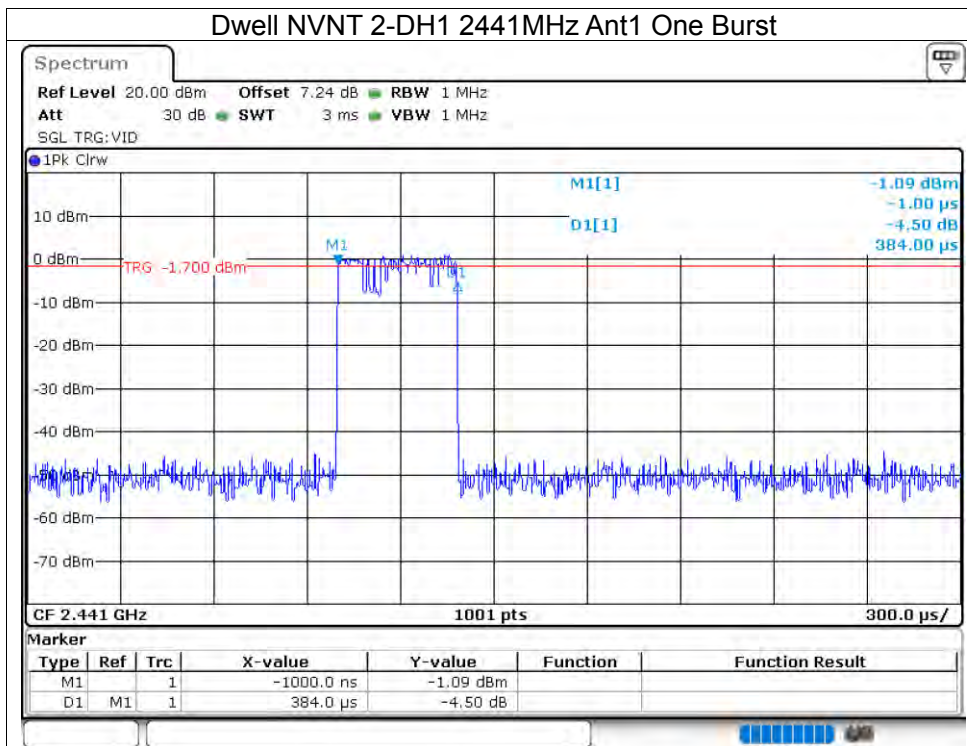 Dwell NVNT 2-DH1 2441MHz Ant1 One Burst
Spectrum
Ref Level 20.00 dBm Offset 7.24 dB RBW 1 MHz
Att 30 dB SWT 3 ms VBW 1 MHz
SGL TRG:VID
1Pk Clrw
M1[1] -1.09 dBm
-1.00 µs
10 dBm
D1[1] -4.50 dB
384.00 µs
M1
0 dBm
TRG -1.700 dBm
D1
-10 dBm
-20 dBm
-30 dBm
-40 dBm
-50 dBm
-60 dBm
-70 dBm
CF 2.441 GHz 1001 pts 300.0 µs/
Marker
Type Ref Trc X-value Y-value Function Function Result
M1 1 -1000.0 ns -1.09 dBm
D1 M1 1 384.0 µs -4.50 dB